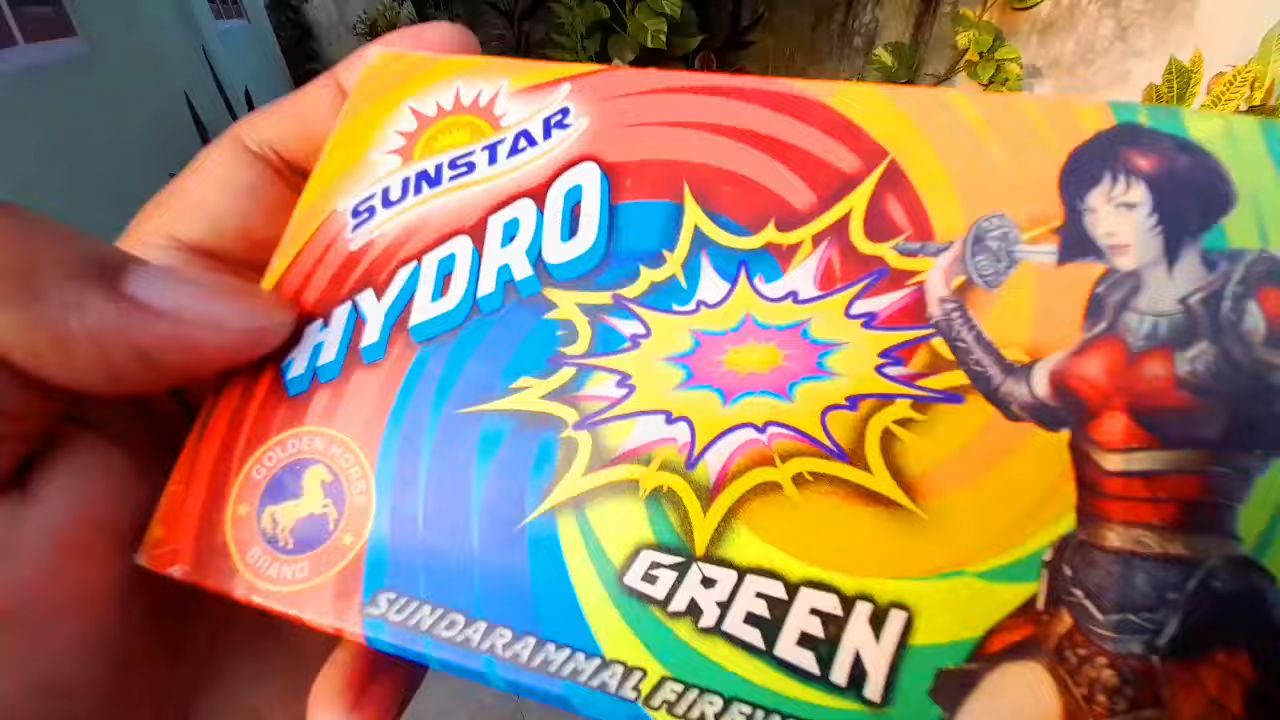 SUNSTAR
HYDRO
GOLDEN HORSE
BRAND
GREEN
SUNDARAMMAL